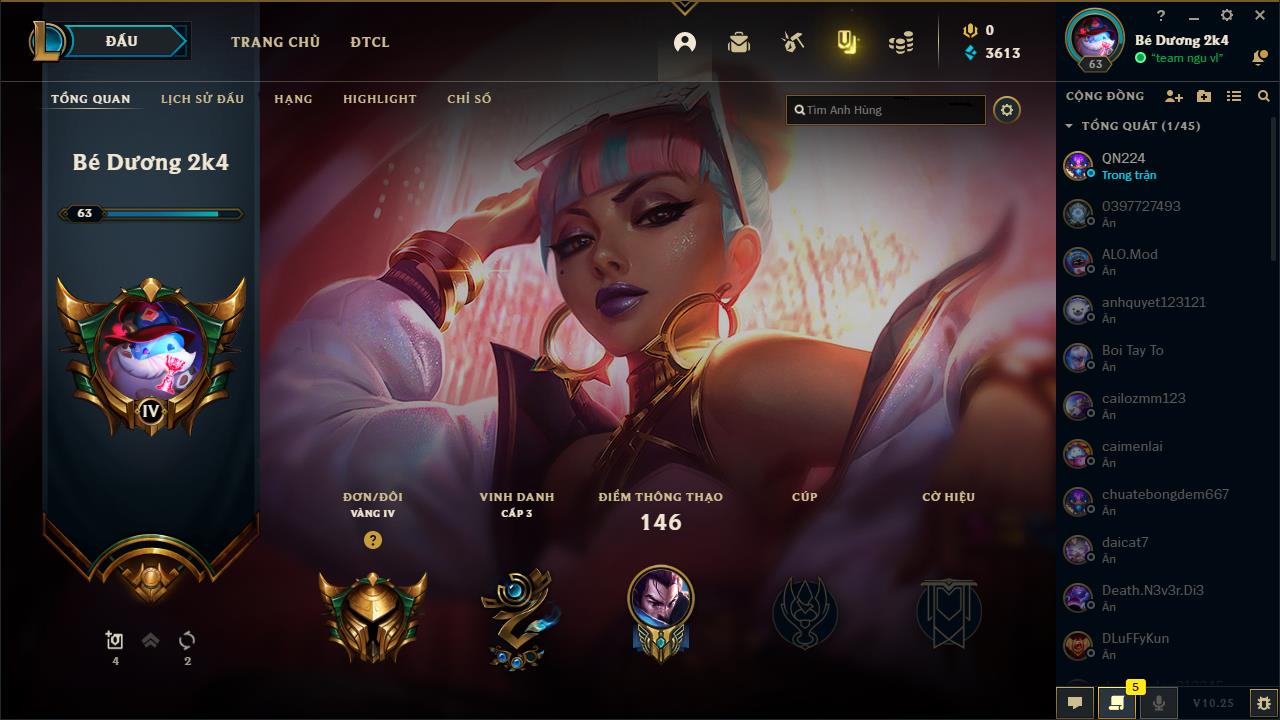 ĐẤU
TRANG CHỦ
ĐTCL
0
3613
?
Bé Dương 2k4
"team ngu vl"
63
TỔNG QUAN
LỊCH SỬ ĐẤU
HẠNG
HIGHLIGHT
CHỈ SỐ
Tìm Anh Hùng
Bé Dương 2k4
63
IV
4
2
ĐƠN/ĐÔI
VÀNG IV
?
VINH DANH
CẤP 3
ĐIỂM THÔNG THẠO
146
CÚP
CỜ HIỆU
CỘNG ĐỒNG
TỔNG QUÁT (1/45)
QN224
Trong trận
0397727493
Ẩn
ALO.Mod
Ẩn
anhquyet123121
Ẩn
Boi Tay To
Ẩn
cailozmm123
Ẩn
caimenlai
Ẩn
chuatebongdem667
Ẩn
daicat7
Ẩn
Death.N3v3r.Di3
Ẩn
DLuFFyKun
Ẩn
5
V10.25